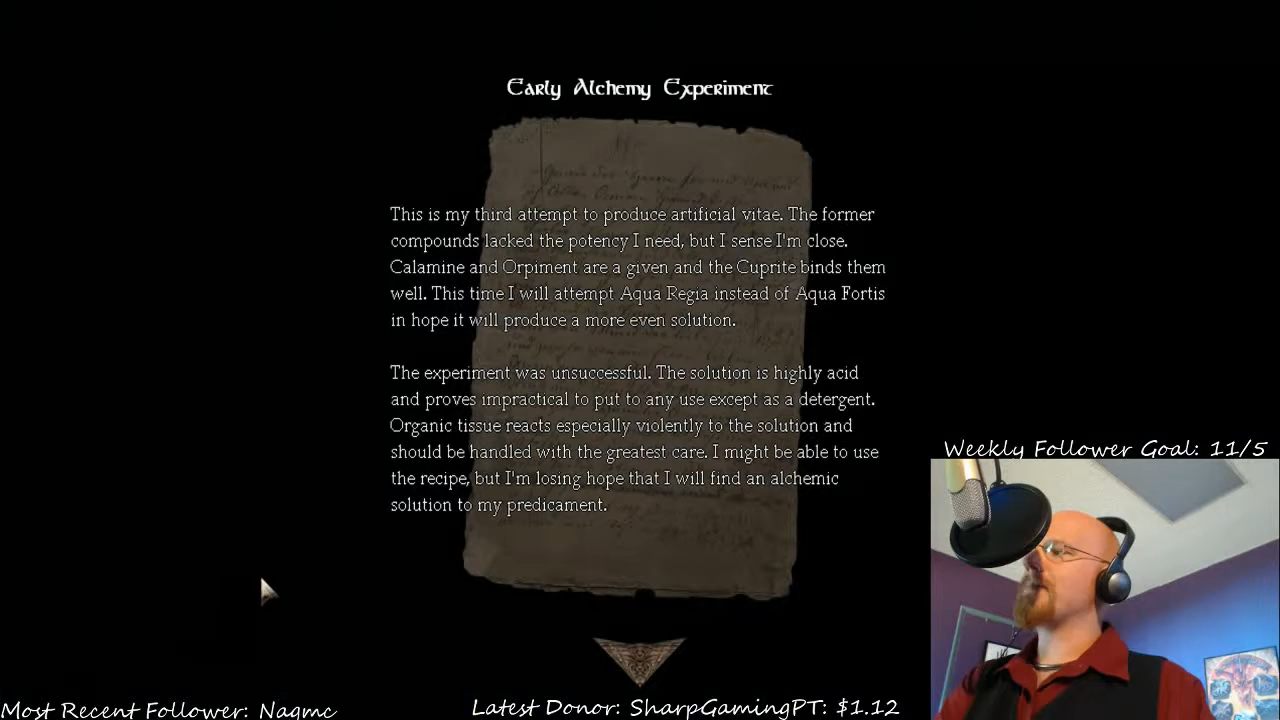 Early Alchemy Experiment
This is my third attempt to produce artificial vitae. The former
compounds lacked the potency I need, but I sense I'm close.
Calamine and Orpiment are a given and the Cuprite binds them
well. This time I will attempt Aqua Regia instead of Aqua Fortis
in hope it will produce a more even solution.
The experiment was unsuccessful. The solution is highly acid
and proves impractical to put to any use except as a detergent.
Organic tissue reacts especially violently to the solution and
should be handled with the greatest care. I might be able to use
the recipe, but I'm losing hope that I will find an alchemic
solution to my predicament.
Weekly Follower Goal: 11/5
Most Recent Follower: Naqmc
Latest Donor: SharpGamingPT: $1.12